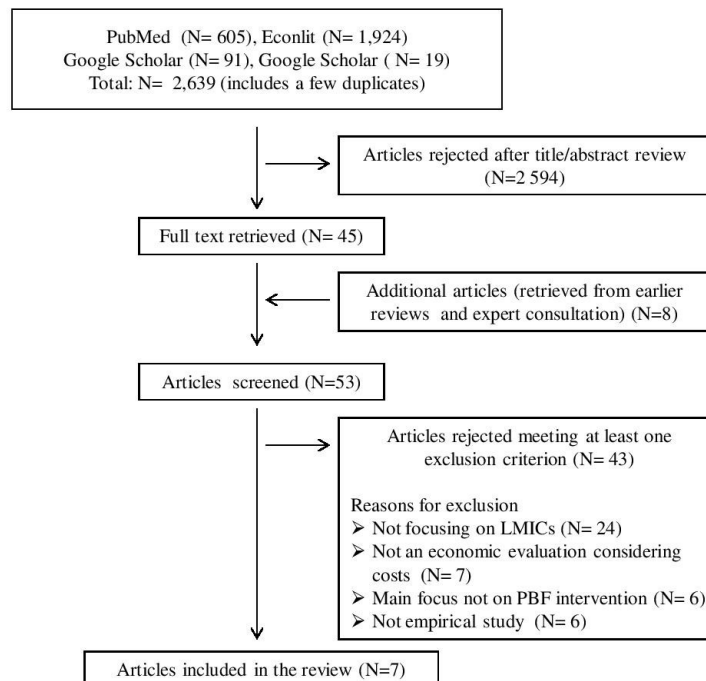 PubMed (N= 605), Econlit (N= 1,924)
Google Scholar (N= 91), Google Scholar ( N= 19)
Total: N= 2,639 (includes a few duplicates)
Articles rejected after title/abstract review
(N=2 594)
Full text retrieved (N= 45)
Additional articles (retrieved from earlier
reviews and expert consultation) (N=8)
Articles screened (N=53)
Articles rejected meeting at least one
exclusion criterion (N= 43)
Reasons for exclusion
➢ Not focusing on LMICs (N= 24)
➢ Not an economic evaluation considering
costs (N= 7)
➢ Main focus not on PBF intervention (N= 6)
➢ Not empirical study (N= 6)
Articles included in the review (N=7)